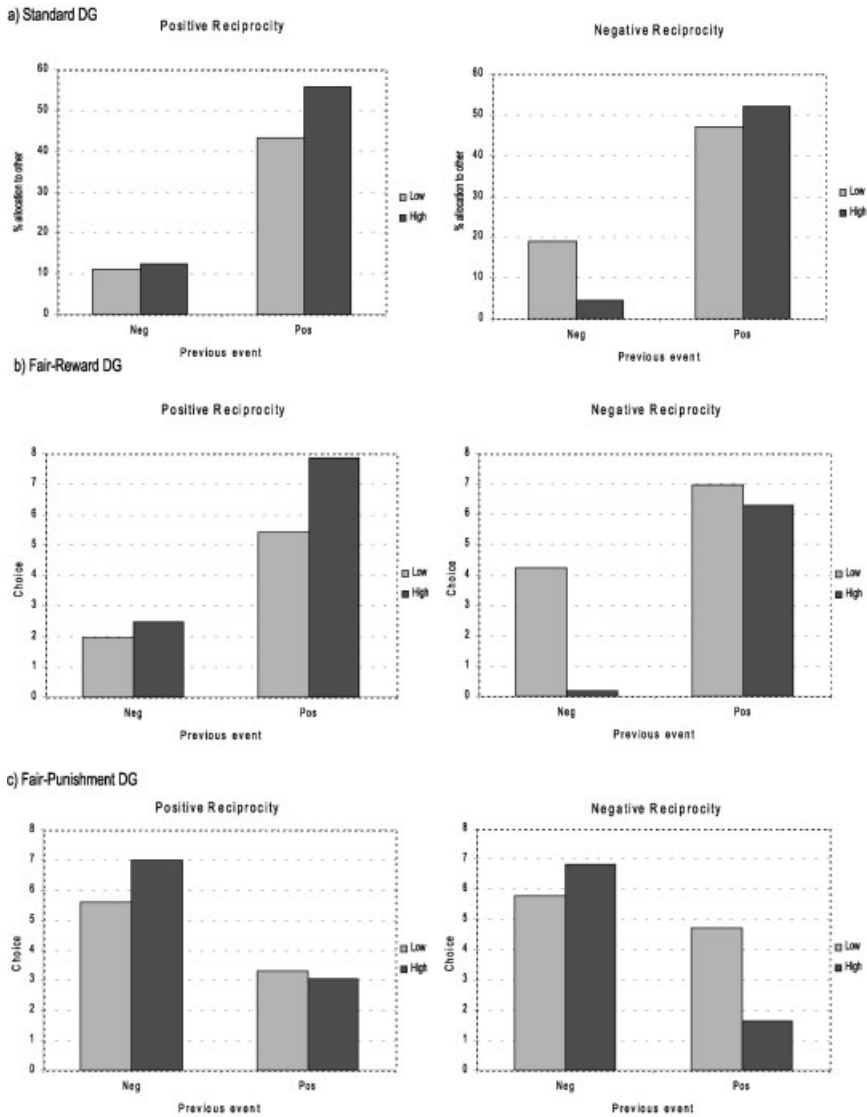 a) Standard DG
Positive Reciprocity
% allocation to other
60
50
40
30
20
10
0
Neg
Pos
Previous event
Low
High
Negative Reciprocity
% allocation to other
60
50
40
30
20
10
0
Neg
Pos
Previous event
Low
High
b) Fair-Reward DG
Positive Reciprocity
Choice
8
7
6
5
4
3
2
1
0
Neg
Pos
Previous event
Low
High
Negative Reciprocity
Choice
8
7
6
5
4
3
2
1
0
Neg
Pos
Previous event
Low
High
c) Fair-Punishment DG
Positive Reciprocity
Choice
8
7
6
5
4
3
2
1
0
Neg
Pos
Previous event
Low
High
Negative Reciprocity
Choice
8
7
6
5
4
3
2
1
0
Neg
Pos
Previous event
Low
High